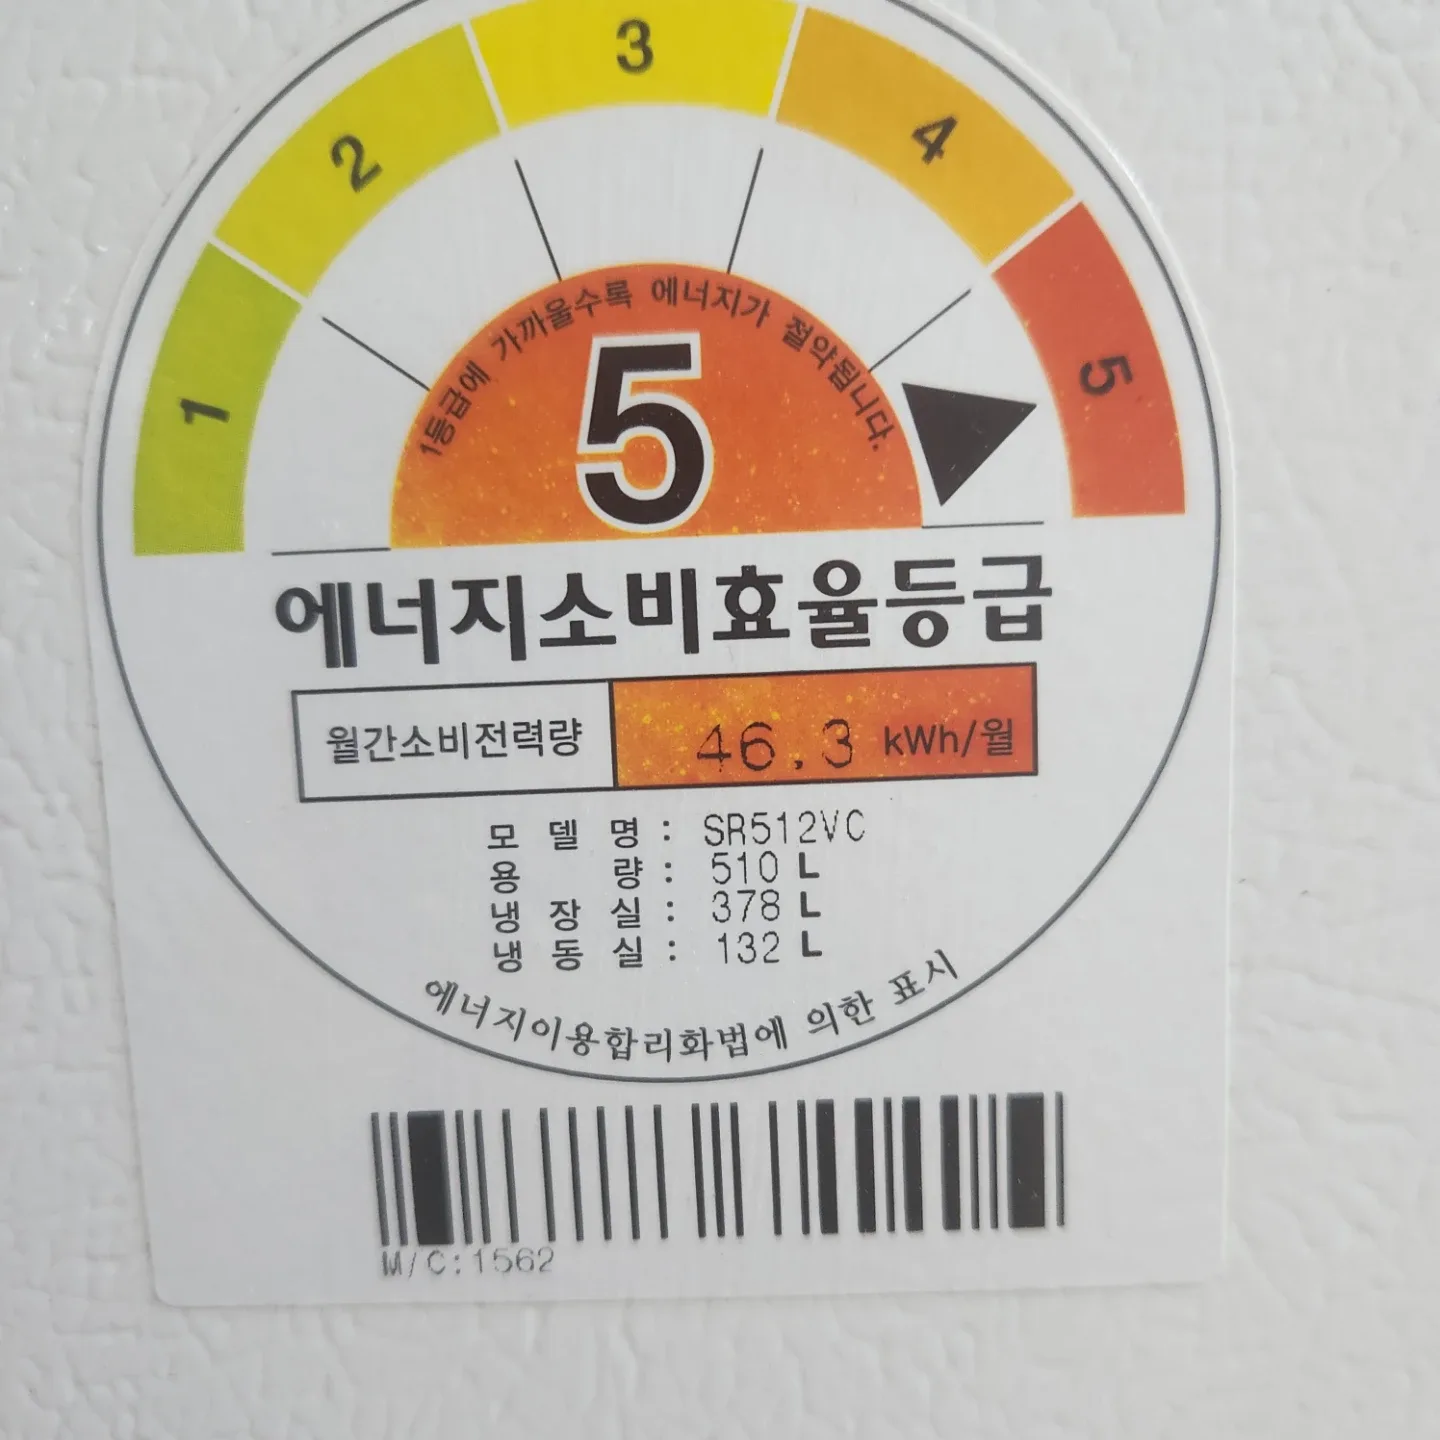 1 2 3 4 5
1등급에 가까울수록 에너지가 절약됩니다.
5
에너지소비효율등급
월간소비전력량 46.3 kWh/월
모 델 명 : SR512VC
용 량 : 510 L
냉 장 실 : 378 L
냉 동 실 : 132 L
에너지이용합리화법에 의한 표시
M/C:1562